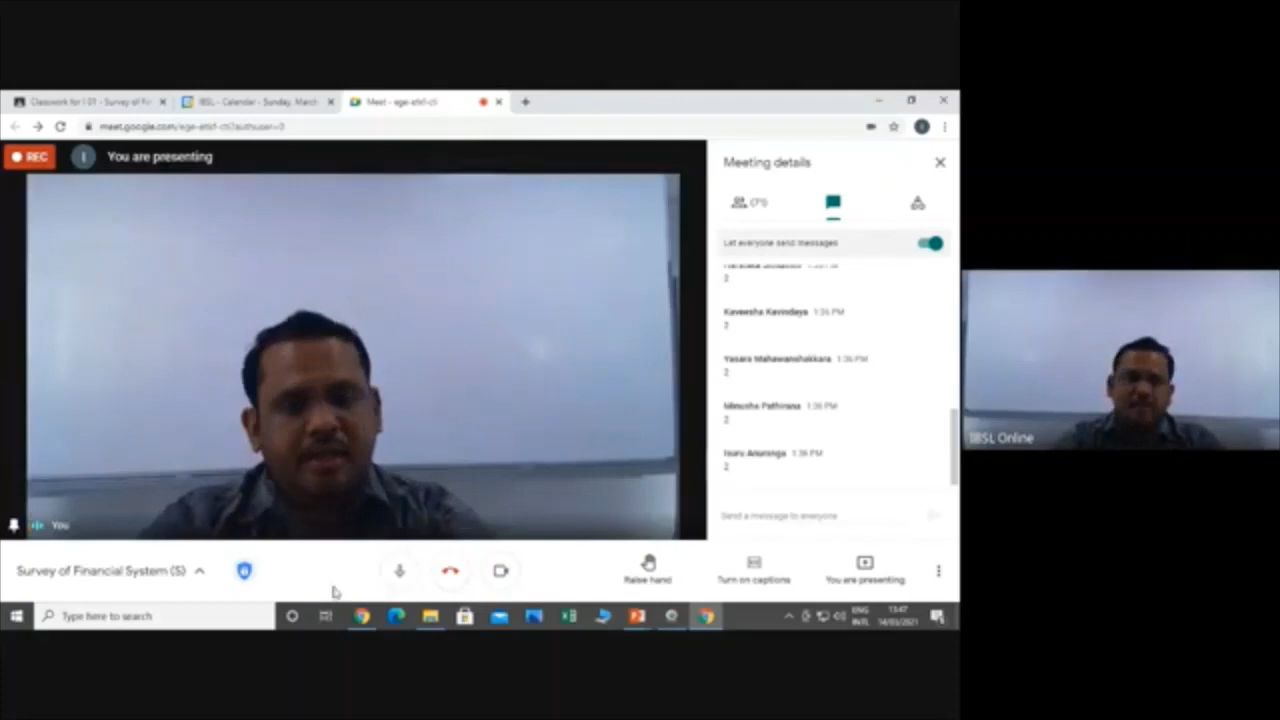 Classwork for I 01 - Survey of Fi
IBSL - Calendar - Sunday, March
Meet - ege-etkf-cti
meet.google.com/ege-etkf-cti?authuser=0
REC
I
You are presenting
Meeting details
(71)
Let everyone send messages
2
Kaveesha Kavindaya 1:36 PM
2
Yasara Mahawanshakkara 1:36 PM
2
Minusha Pathirana 1:36 PM
2
Isuru Anuranga 1:36 PM
2
Send a message to everyone
You
IBSL Online
Survey of Financial System (S)
Raise hand
Turn on captions
You are presenting
Type here to search
ENG
INTL
13:47
14/03/2021